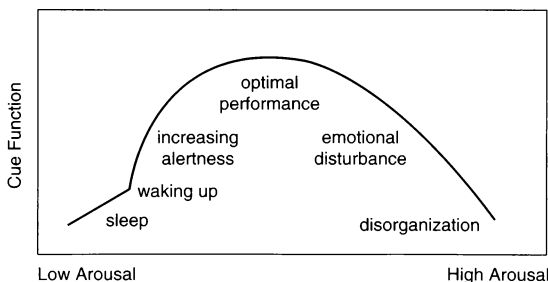 Cue Function
optimal
performance
increasing
alertness
emotional
disturbance
waking up
sleep
disorganization
Low Arousal
High Arousal